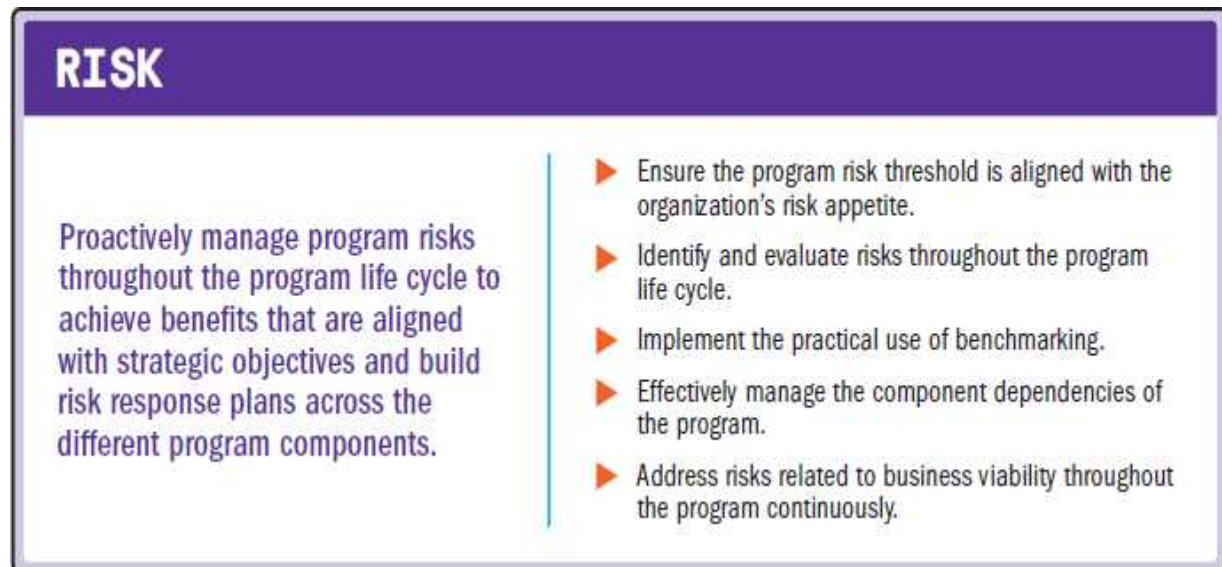 RISK
Proactively manage program risks
throughout the program life cycle to
achieve benefits that are aligned
with strategic objectives and build
risk response plans across the
different program components.
Ensure the program risk threshold is aligned with the
organization's risk appetite.
Identify and evaluate risks throughout the program
life cycle.
Implement the practical use of benchmarking.
Effectively manage the component dependencies of
the program.
Address risks related to business viability throughout
the program continuously.